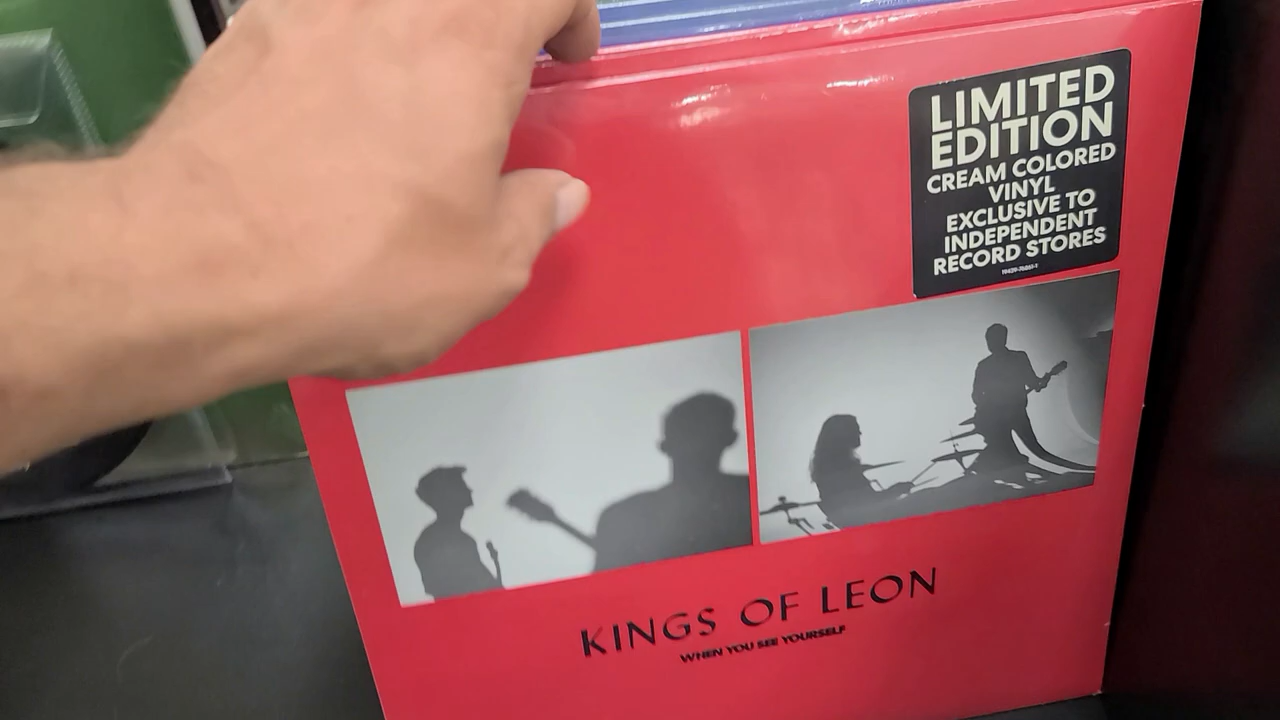 LIMITED
EDITION
CREAM COLORED
VINYL
EXCLUSIVE TO
INDEPENDENT
RECORD STORES
KINGS OF LEON
WHEN YOU SEE YOURSELF